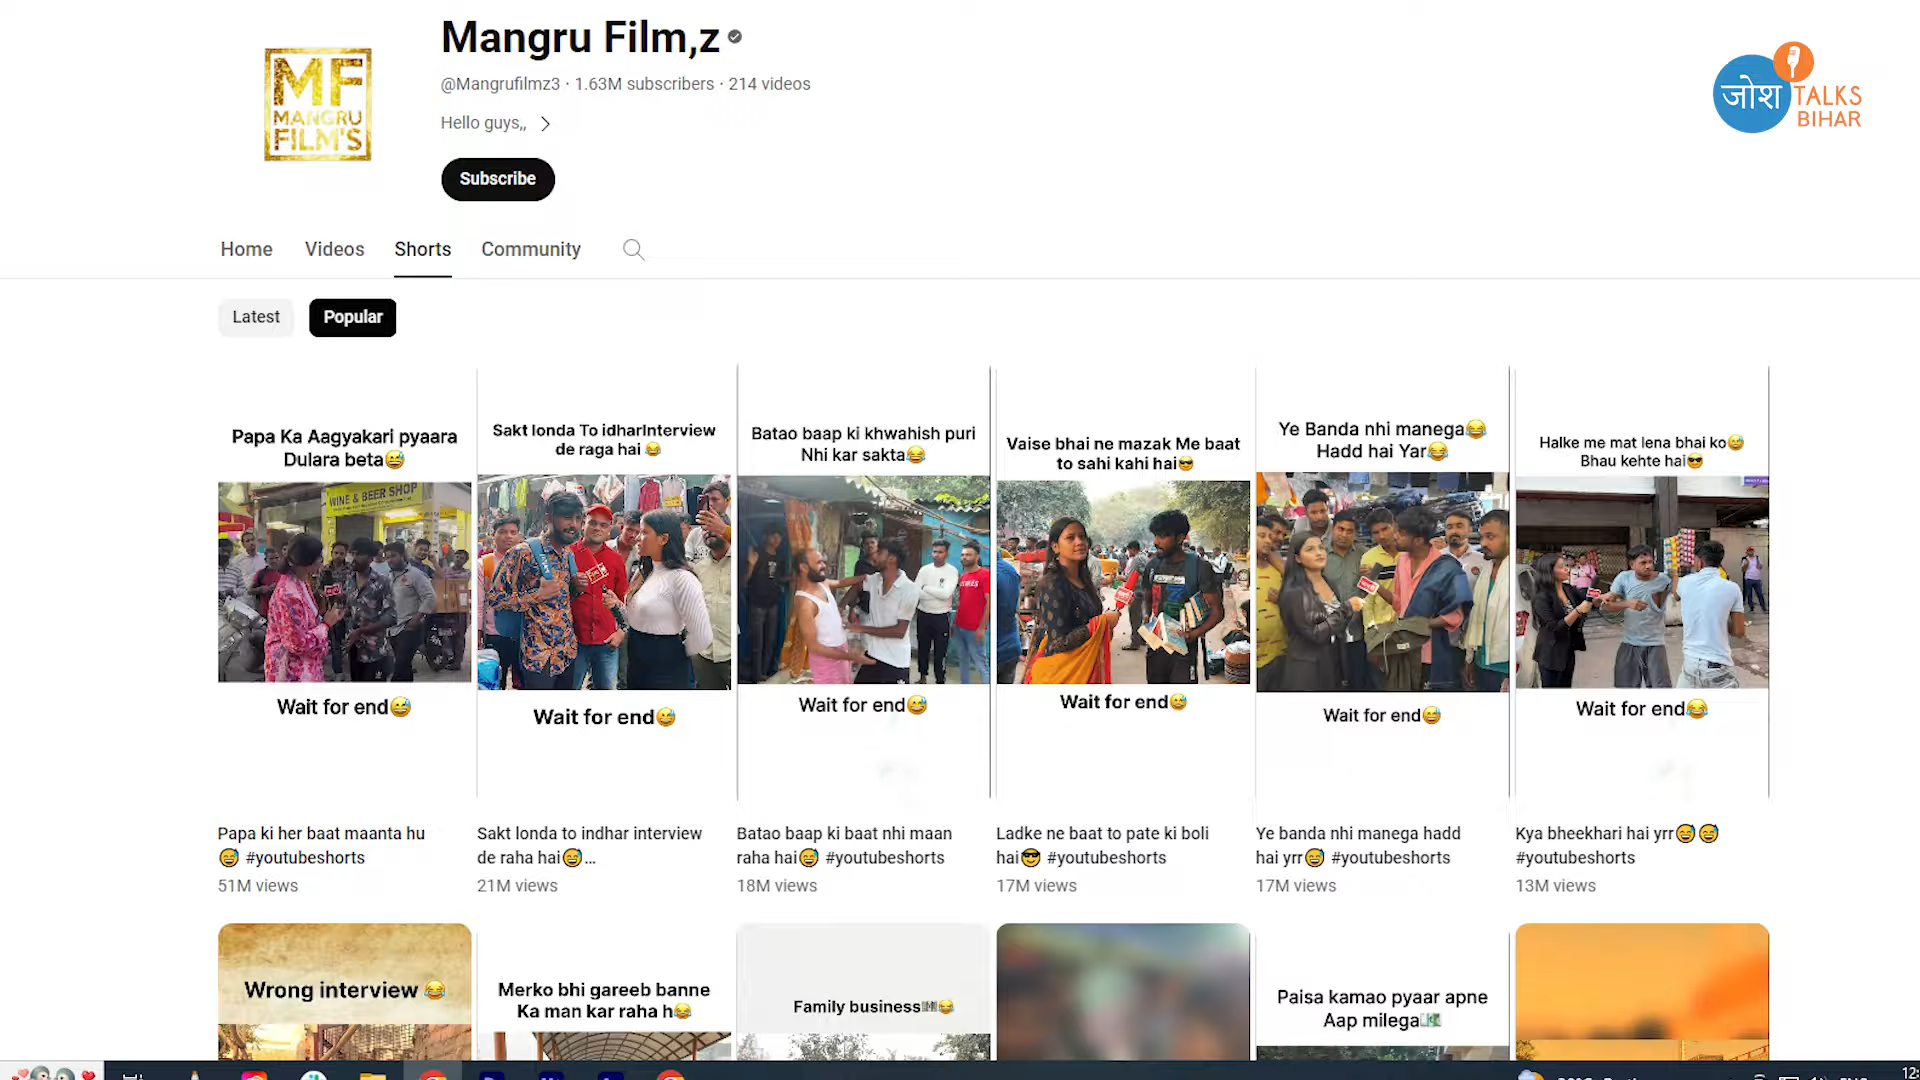 Mangru Film,z
@Mangrufilmz3 · 1.63M subscribers · 214 videos
Hello guys,,
Subscribe
MF
MANGRU
FILM'S
जोश TALKS
BIHAR
Home Videos Shorts Community
Latest Popular
Papa Ka Aagyakari pyaara
Dulara beta😅
WINE & BEER SHOP
Wait for end😅
Sakt londa To idharInterview
de raga hai 😂
Wait for end😅
Batao baap ki khwahish puri
Nhi kar sakta😂
Wait for end😅
Vaise bhai ne mazak Me baat
to sahi kahi hai😎
Wait for end😅
Ye Banda nhi manega😂
Hadd hai Yar😂
Wait for end😅
Halke me mat lena bhai ko😅
Bhau kehte hai😎
Wait for end😂
Papa ki her baat maanta hu
😅 #youtubeshorts
51M views
Sakt londa to indhar interview
de raha hai😅...
21M views
Batao baap ki baat nhi maan
raha hai😅 #youtubeshorts
18M views
Ladke ne baat to pate ki boli
hai😎 #youtubeshorts
17M views
Ye banda nhi manega hadd
hai yrr😅 #youtubeshorts
17M views
Kya bheekhari hai yrr😅😅
#youtubeshorts
13M views
Wrong interview 😂
Merko bhi gareeb banne
Ka man kar raha h😂
Family business💵😂
Paisa kamao pyaar apne
Aap milega💵